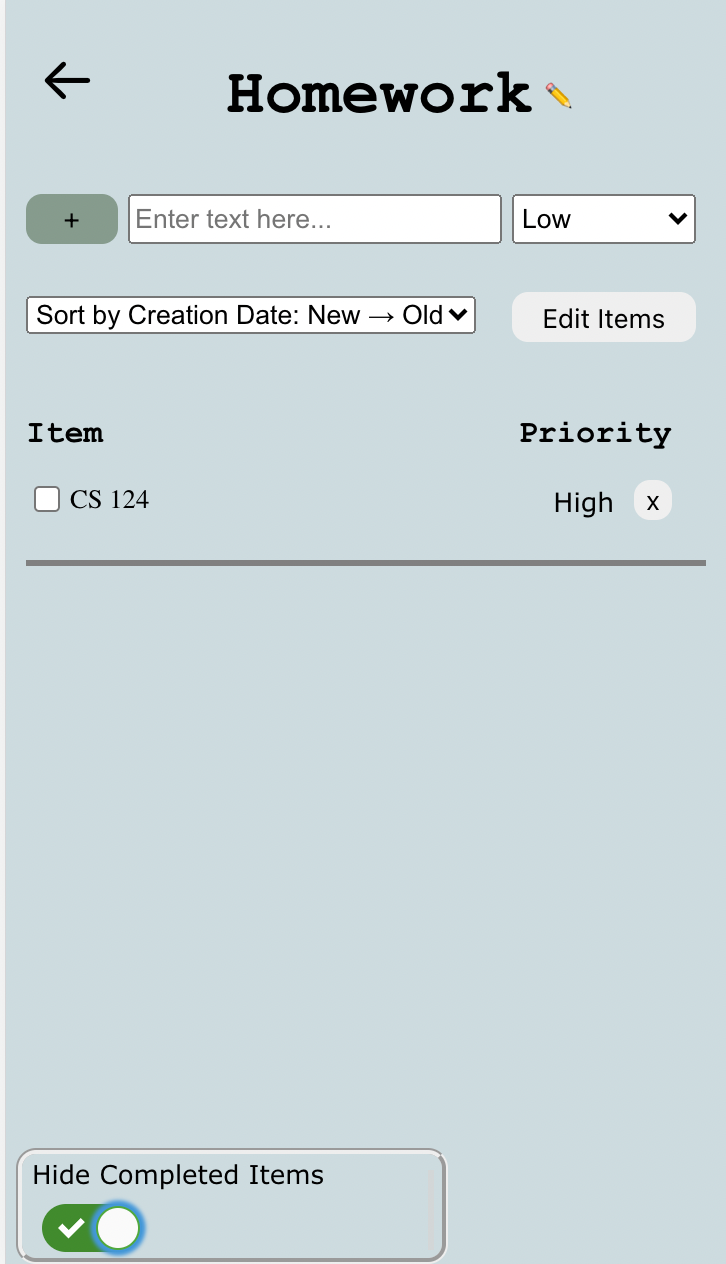 Homework
+ Enter text here... Low
Sort by Creation Date: New → Old Edit Items
Item Priority
CS 124 High x
Hide Completed Items